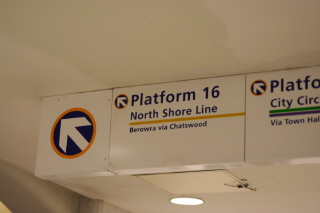 Platform 16
North Shore Line
Berowra via Chatswood
Platfo
City Circ
Via Town Hal